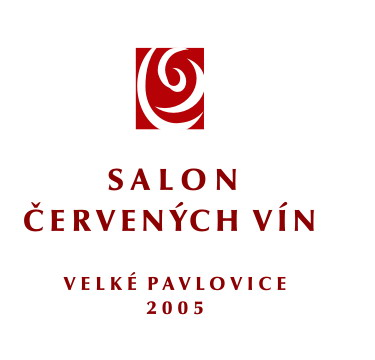 SALON
ČERVENÝCH VÍN
VELKÉ PAVLOVICE
2005